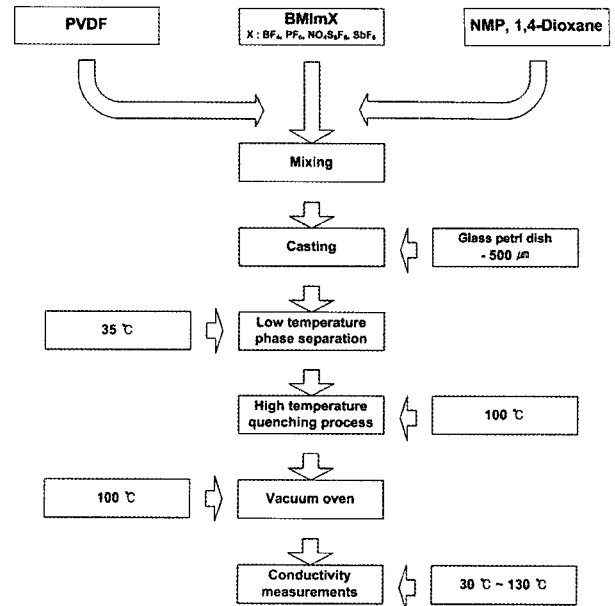 PVDF
BMImX
X : BF₄, PF₆, NO₄S₂F₆, SbF₆
NMP, 1,4-Dioxane
Mixing
Casting
Glass petri dish
- 500 ㎛
35 ℃
Low temperature
phase separation
High temperature
quenching process
100 ℃
100 ℃
Vacuum oven
Conductivity
measurements
30 ℃ ~ 130 ℃